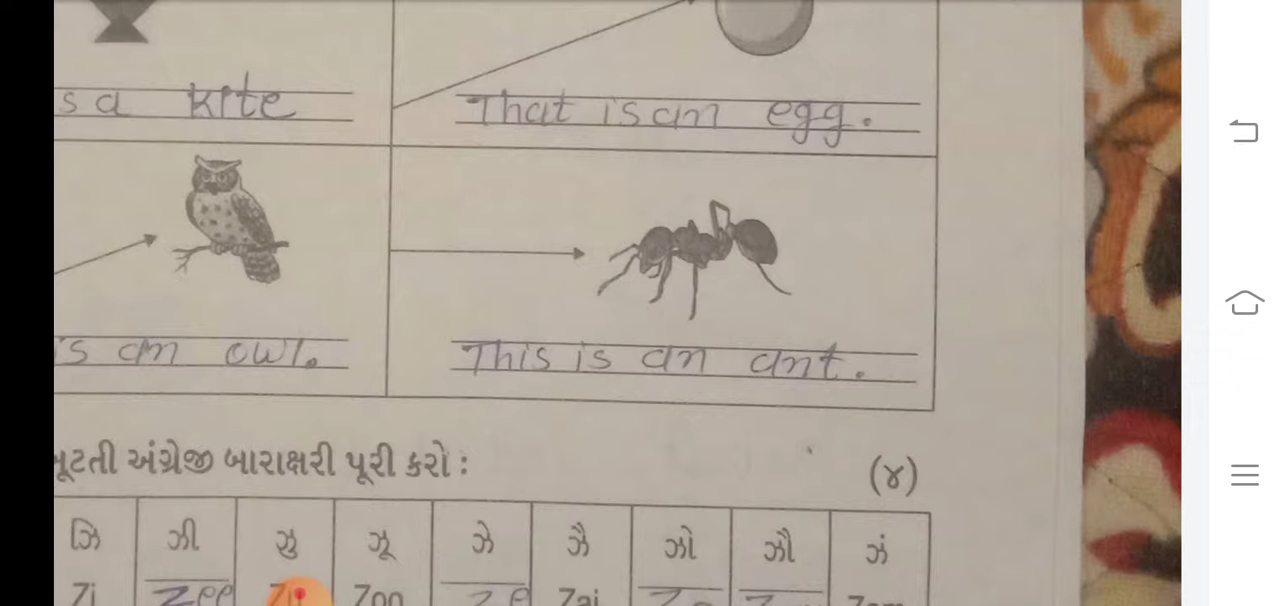 s a kite
That is an egg.
is an owl.
This is an ant.
ખૂટતી અંગ્રેજી બારાક્ષરી પૂરી કરો : (૪)
ઝિ ઝી ઝુ ઝૂ ઝે ઝૈ ઝો ઝૌ ઝં
Zi Zee Zoo Ze Zai